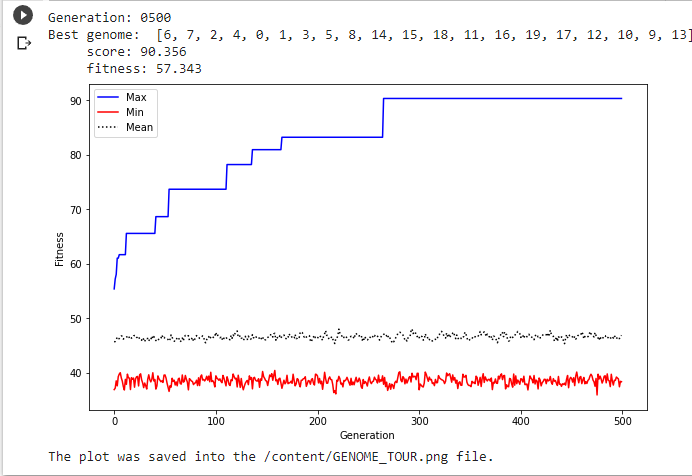 Generation: 0500
Best genome:  [6, 7, 2, 4, 0, 1, 3, 5, 8, 14, 15, 18, 11, 16, 19, 17, 12, 10, 9, 13]
score: 90.356
fitness: 57.343
Max
Min
Mean
90
80
70
60
50
40
Fitness
0
100
200
300
400
500
Generation
The plot was saved into the /content/GENOME_TOUR.png file.